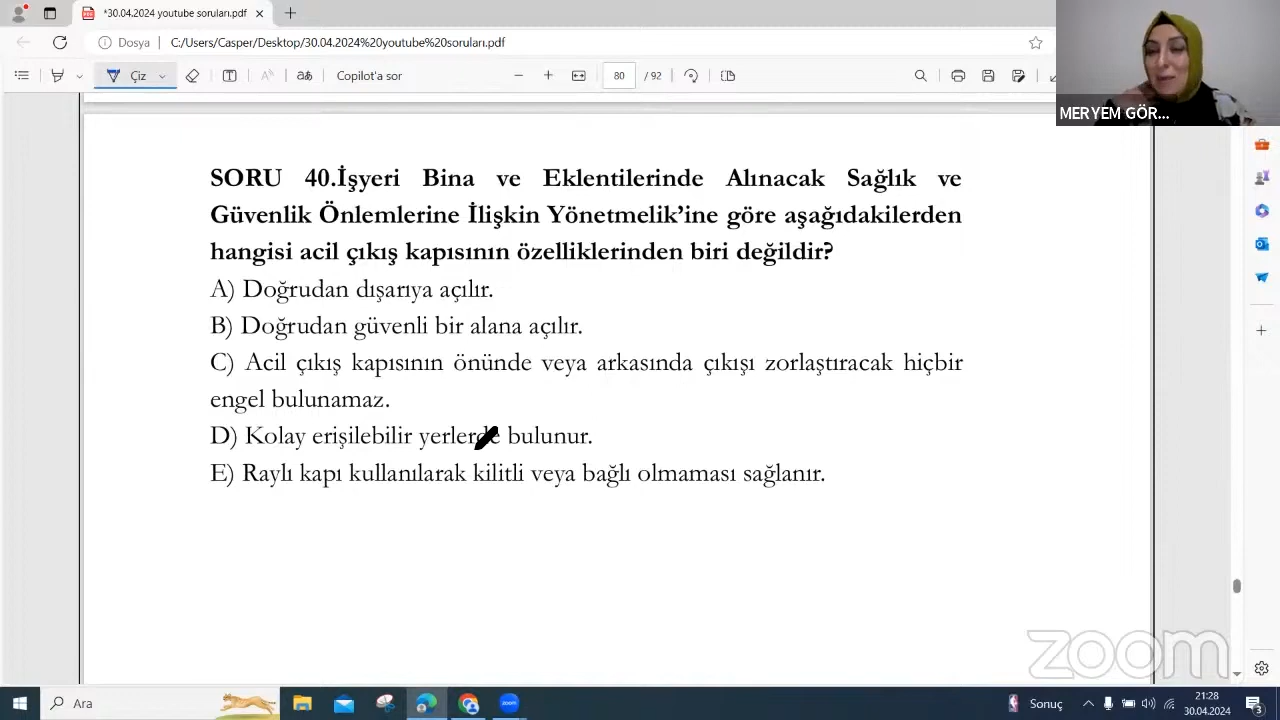 *30.04.2024 youtube soruları.pdf
Dosya C:/Users/Casper/Desktop/30.04.2024%20youtube%20soruları.pdf
Çiz
Copilot'a sor
80 / 92
MERYEM GÖR...
SORU 40.İşyeri Bina ve Eklentilerinde Alınacak Sağlık ve
Güvenlik Önlemlerine İlişkin Yönetmelik’ine göre aşağıdakilerden
hangisi acil çıkış kapısının özelliklerinden biri değildir?
A) Doğrudan dışarıya açılır.
B) Doğrudan güvenli bir alana açılır.
C) Acil çıkış kapısının önünde veya arkasında çıkışı zorlaştıracak hiçbir
engel bulunamaz.
D) Kolay erişilebilir yerlerde bulunur.
E) Raylı kapı kullanılarak kilitli veya bağlı olmaması sağlanır.
zoom
Ara
zoom
Sonuç
21:28
30.04.2024
3